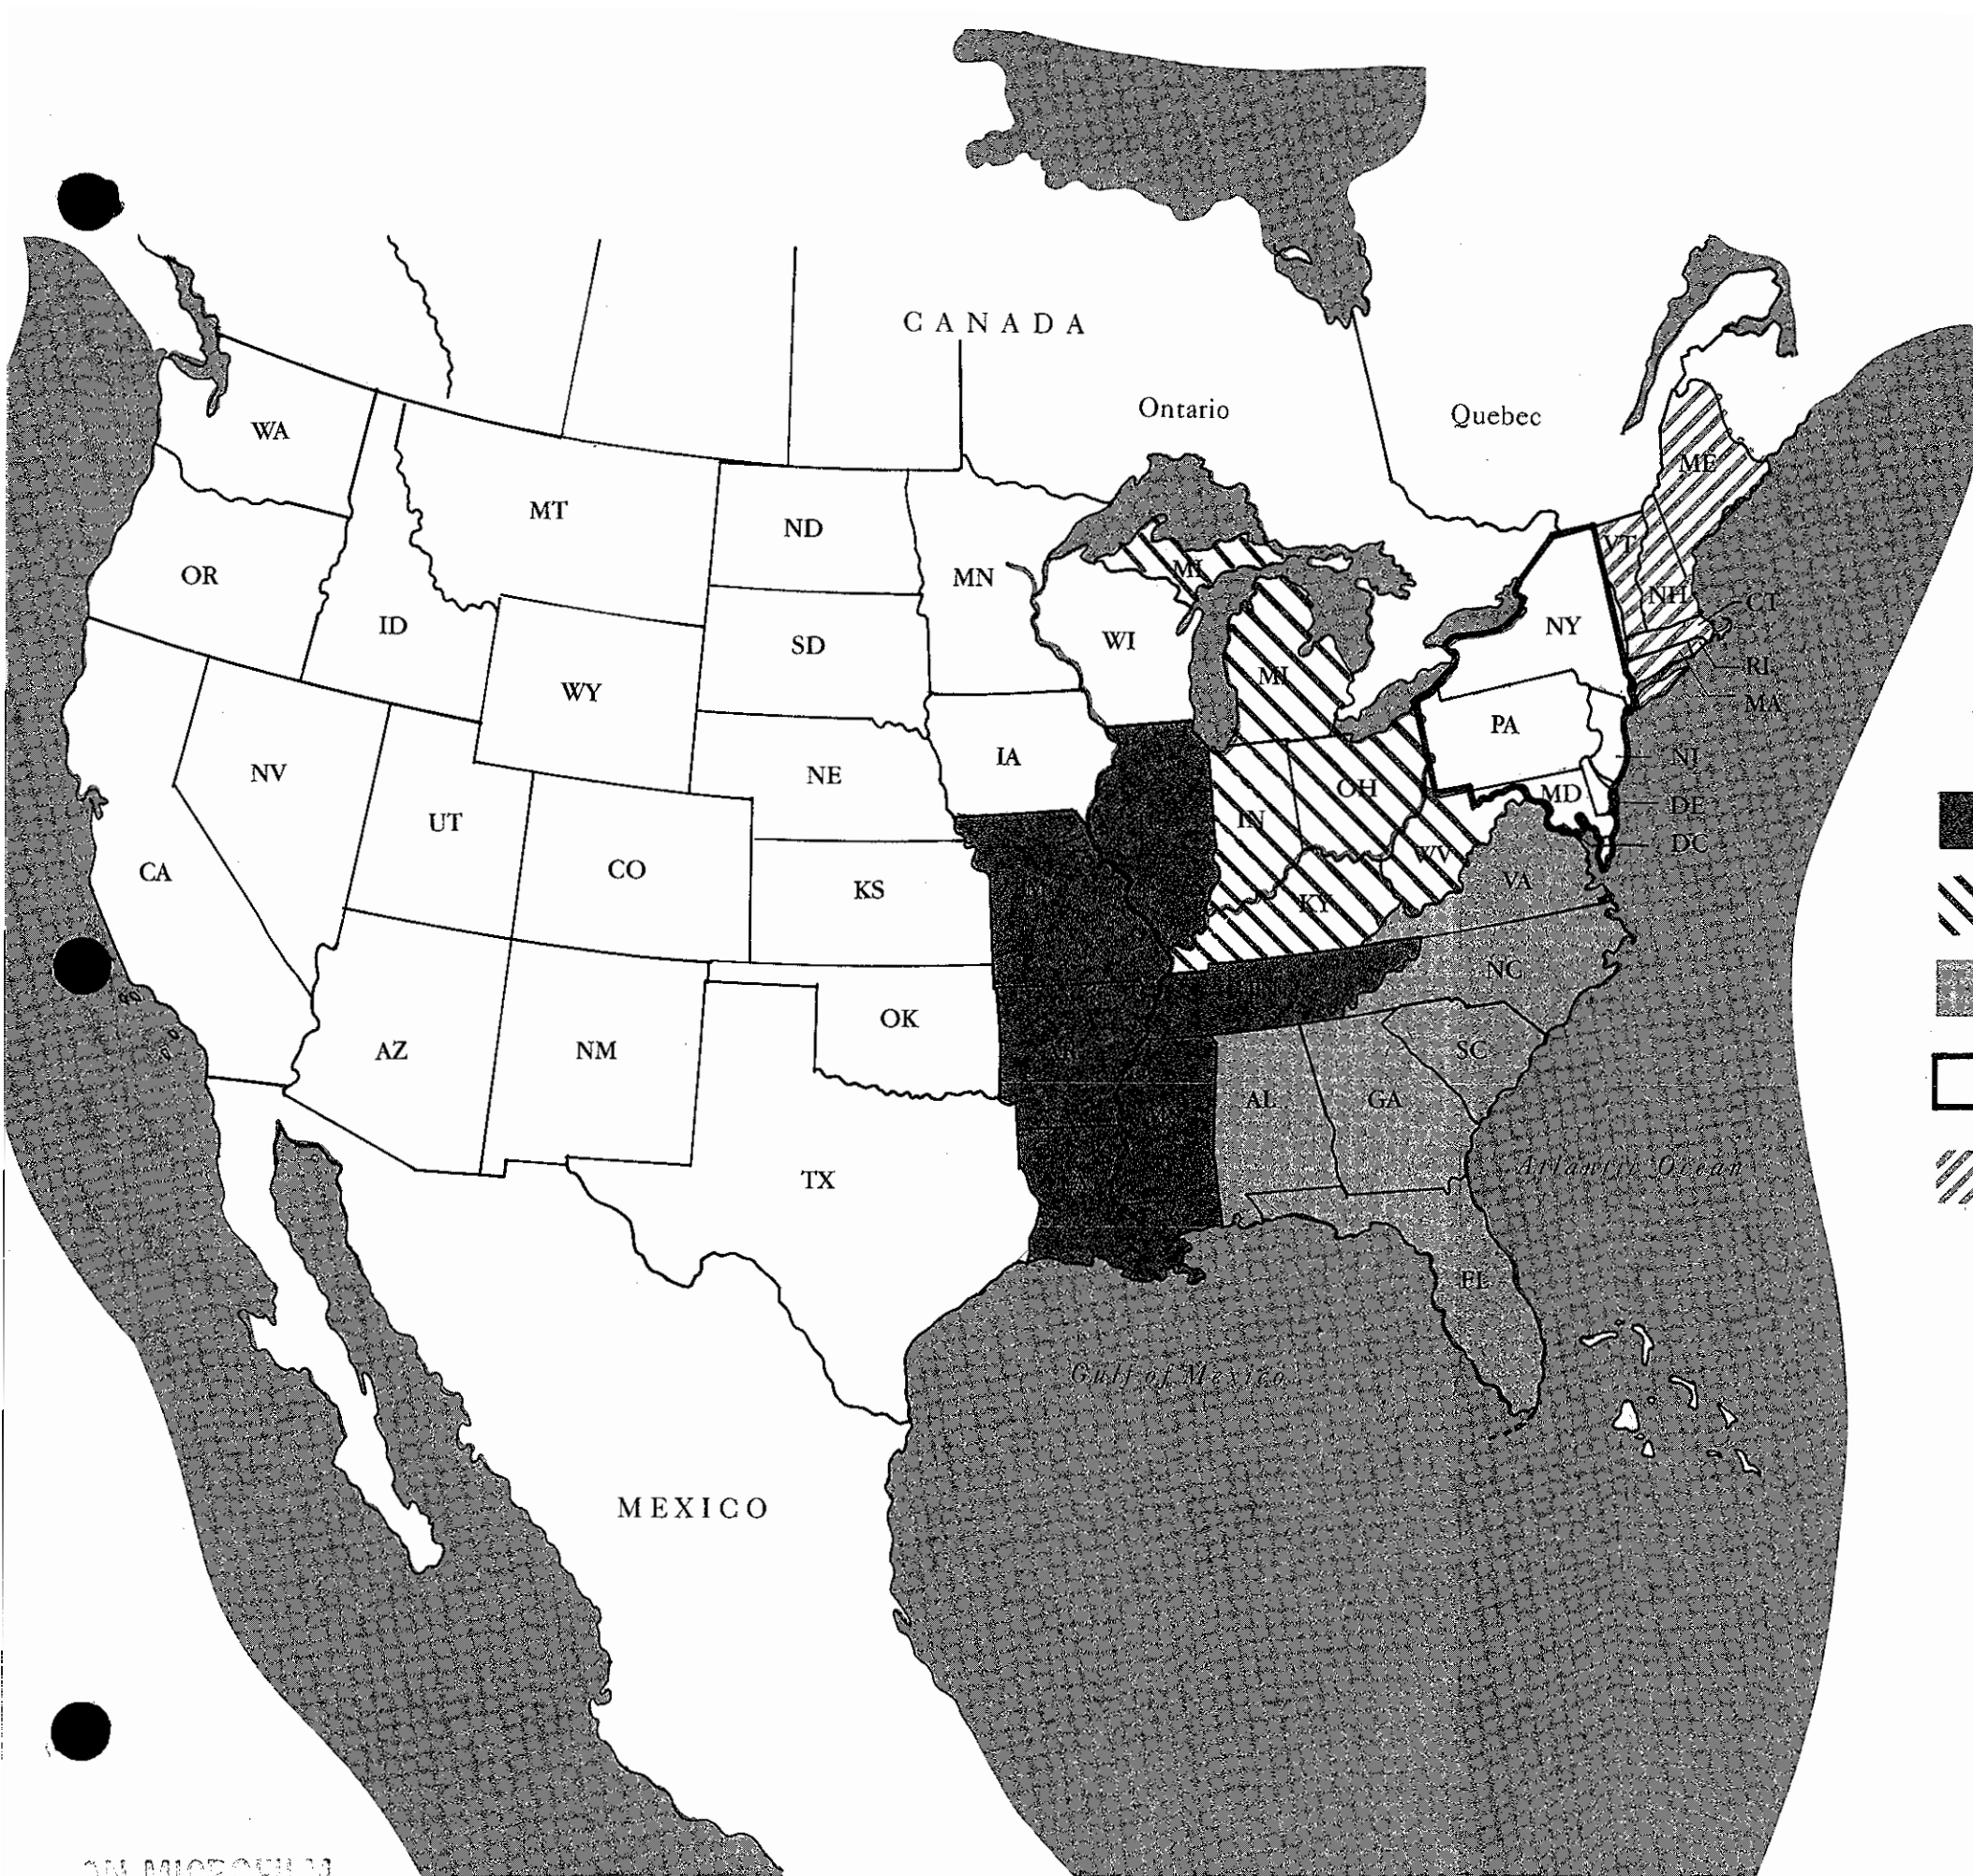 CANADA
Ontario
Quebec
WA
ME
MT
ND
VT
MI
OR
MN
NH
CT
ID
NY
WI
SD
RI
MI
WY
MA
PA
NJ
IA
NV
NE
OH
MD
DE
UT
IN
DC
WV
CO
CA
VA
KS
KY
NC
OK
AZ
NM
SC
AL
GA
Atlantic Ocean
TX
FL
Gulf of Mexico
MEXICO
ON MICROFILM